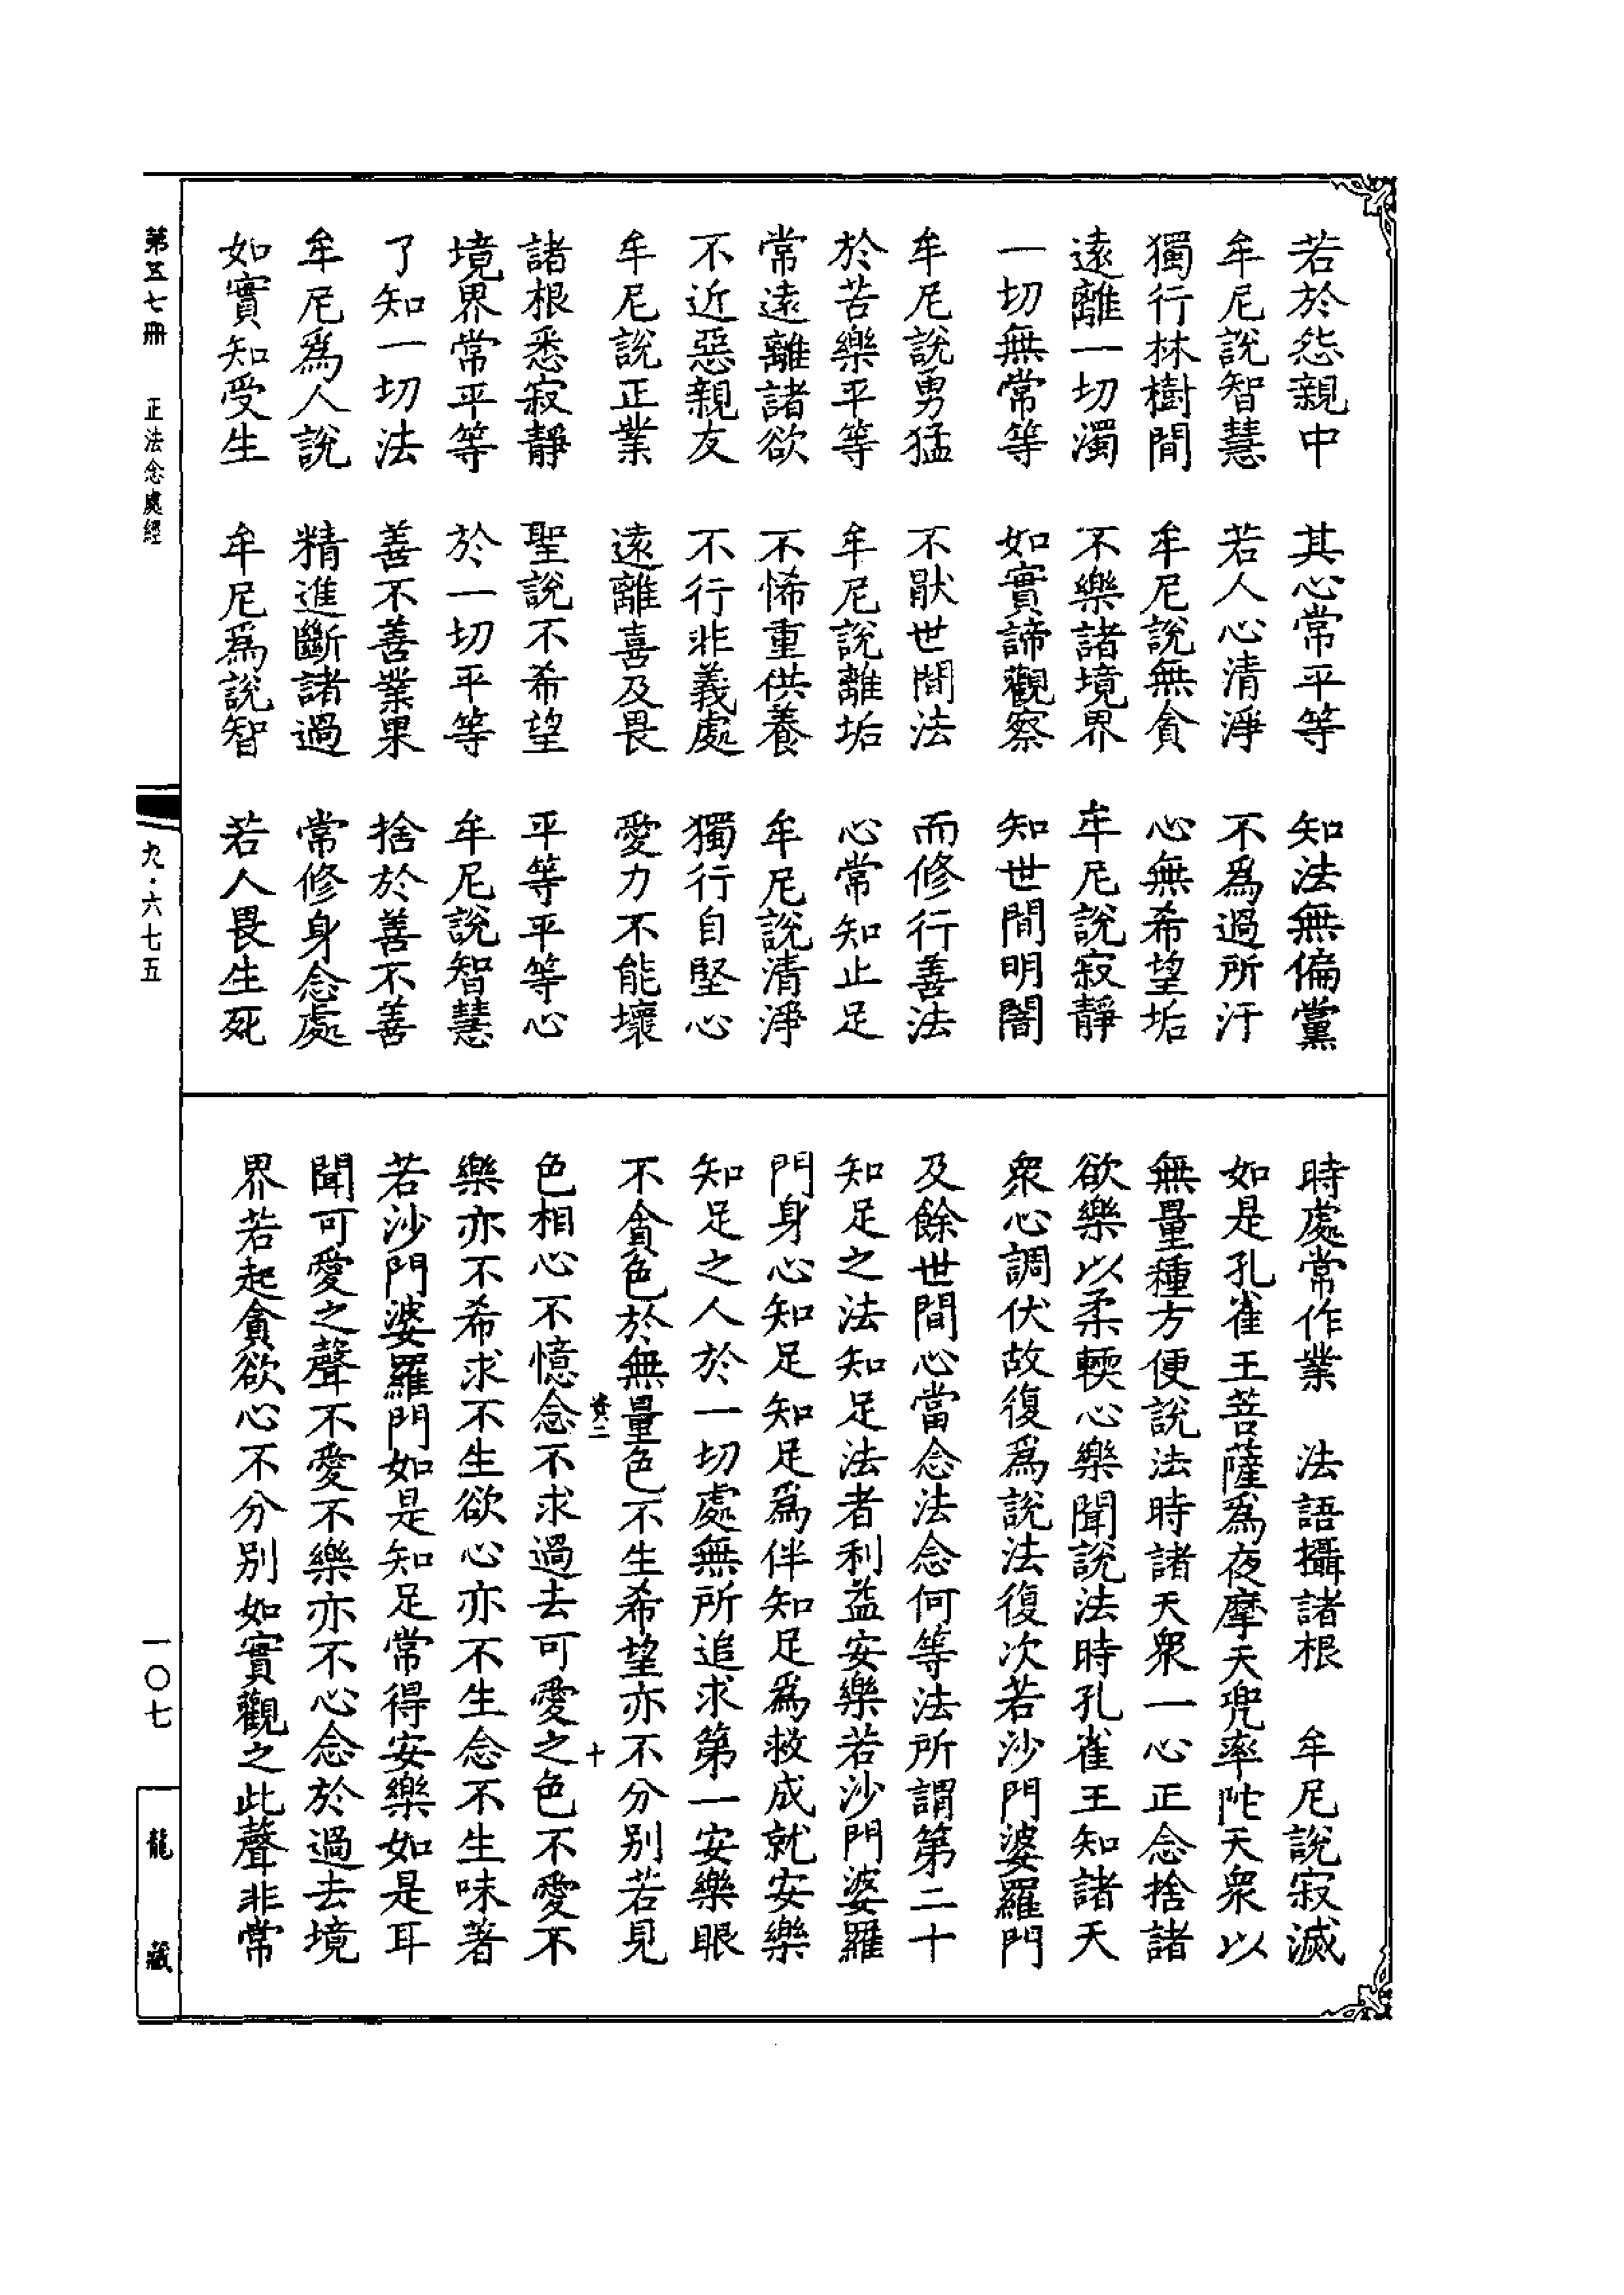 若於怨親中　其心常平等　知法無偏黨
牟尼說智慧　若人心清淨　不為過所汙
獨行林樹間　牟尼說無貪　心無希望垢
遠離一切濁　不樂諸境界　牟尼說寂靜
一切無常等　如實諦觀察　知世間明闇
牟尼說勇猛　不猒世間法　而修行善法
於苦樂平等　牟尼說離垢　心常知止足
常遠離諸欲　不悕重供養　牟尼說清淨
不近惡親友　不行非義處　獨行自堅心
牟尼說正業　遠離喜及畏　愛力不能壞
諸根悉寂靜　聖說不希望　平等平等心
境界常平等　於一切平等　牟尼說智慧
了知一切法　善不善業果　捨於善不善
牟尼為人說　精進斷諸過　常修身念處
如實知受生　牟尼為說智　若人畏生死
時處常作業　法語攝諸根　牟尼說寂滅
如是孔雀王菩薩為夜摩天兜率陀天眾以
無量種方便說法時諸天眾一心正念捨諸
欲樂以柔輭心樂聞說法時孔雀王知諸天
眾心調伏故復為說法復次若沙門婆羅門
及餘世間心當念法念何等法所謂第二十
知足之法知足法者利益安樂若沙門婆羅
門身心知足知足為伴知足為救成就安樂
知足之人於一切處無所追求第一安樂眼
不貪色於無量色不生希望亦不分別若見
色相心不憶念不求過去可愛之色不愛不
樂亦不希求不生欲心亦不生念不生味著
若沙門婆羅門如是知足常得安樂如是耳
聞可愛之聲不愛不樂亦不心念於過去境
界若起貪欲心不分別如實觀之此聲非常
十
第五七冊　正法念處經
九·六七五
一〇七
龍藏